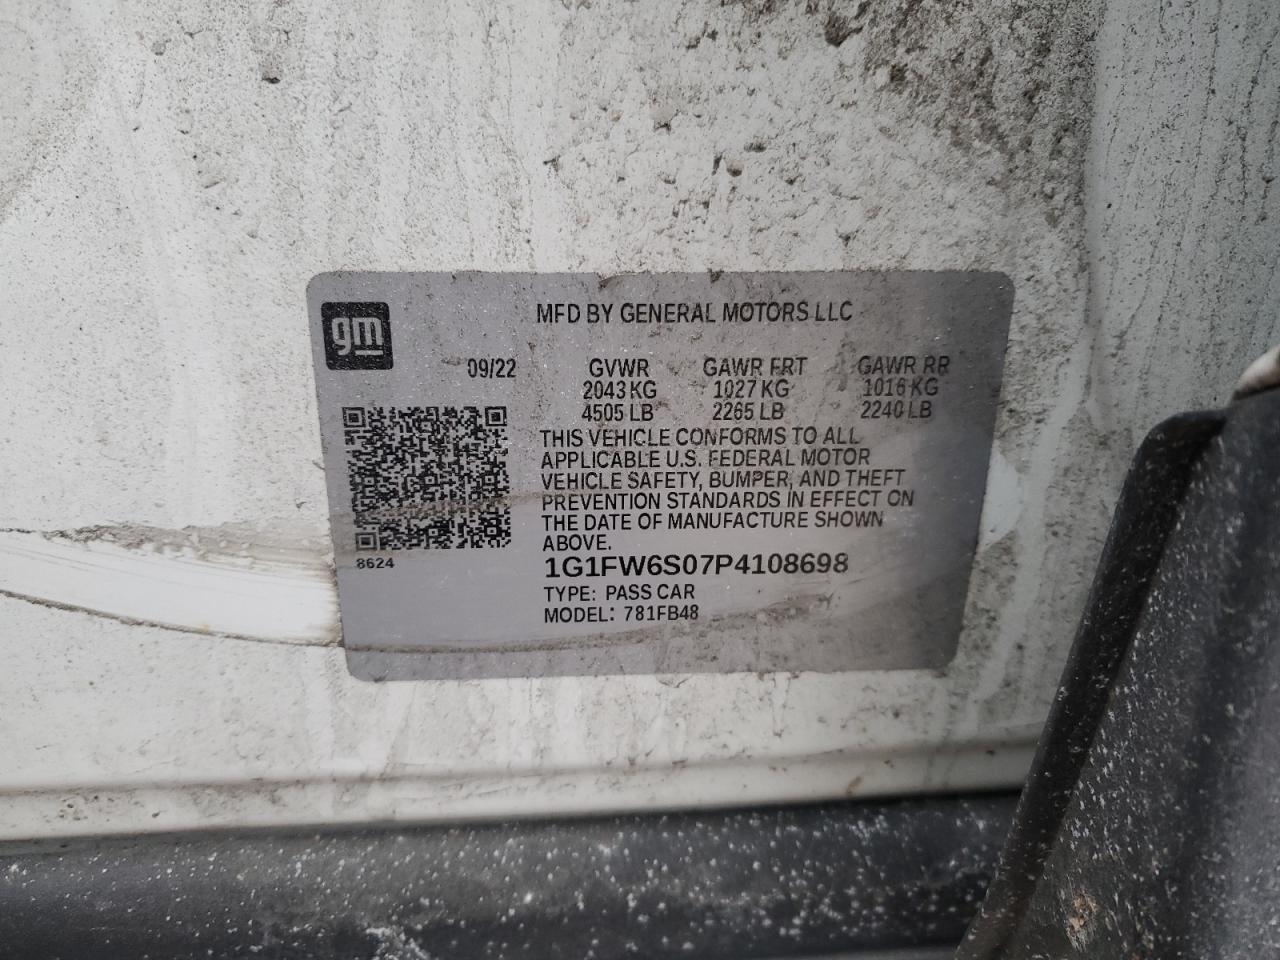 gm
MFD BY GENERAL MOTORS LLC
09/22 GVWR GAWR FRT GAWR RR
2043 KG 1027 KG 1016 KG
4505 LB 2265 LB 2240 LB
THIS VEHICLE CONFORMS TO ALL
APPLICABLE U.S. FEDERAL MOTOR
VEHICLE SAFETY, BUMPER, AND THEFT
PREVENTION STANDARDS IN EFFECT ON
THE DATE OF MANUFACTURE SHOWN
ABOVE.
8624
1G1FW6S07P4108698
TYPE: PASS CAR
MODEL: 781FB48